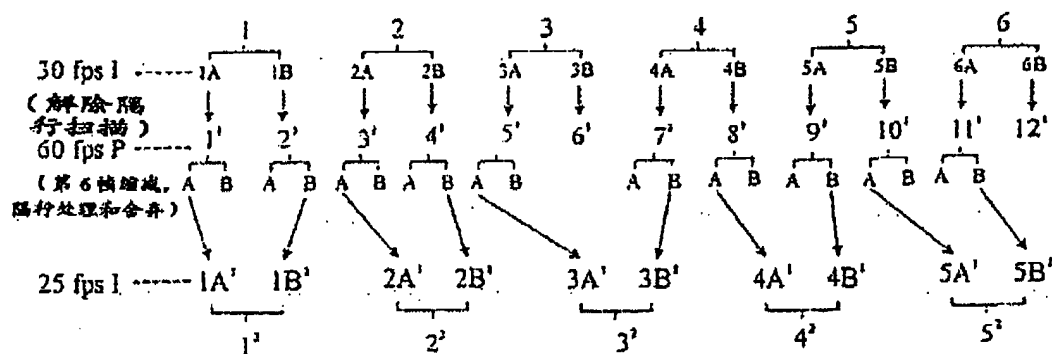 1 2 3 4 5 6
30 fps I 1A 1B 2A 2B 3A 3B 4A 4B 5A 5B 6A 6B
(解除隔
行扫描) 1' 2' 3' 4' 5' 6' 7' 8' 9' 10' 11' 12'
60 fps P
(第6帧缩减, A B A B A B A B A B A B A B A B A B A B
隔行处理和舍弃)
25 fps I 1A' 1B' 2A' 2B' 3A' 3B' 4A' 4B' 5A' 5B'
1² 2² 3² 4² 5²